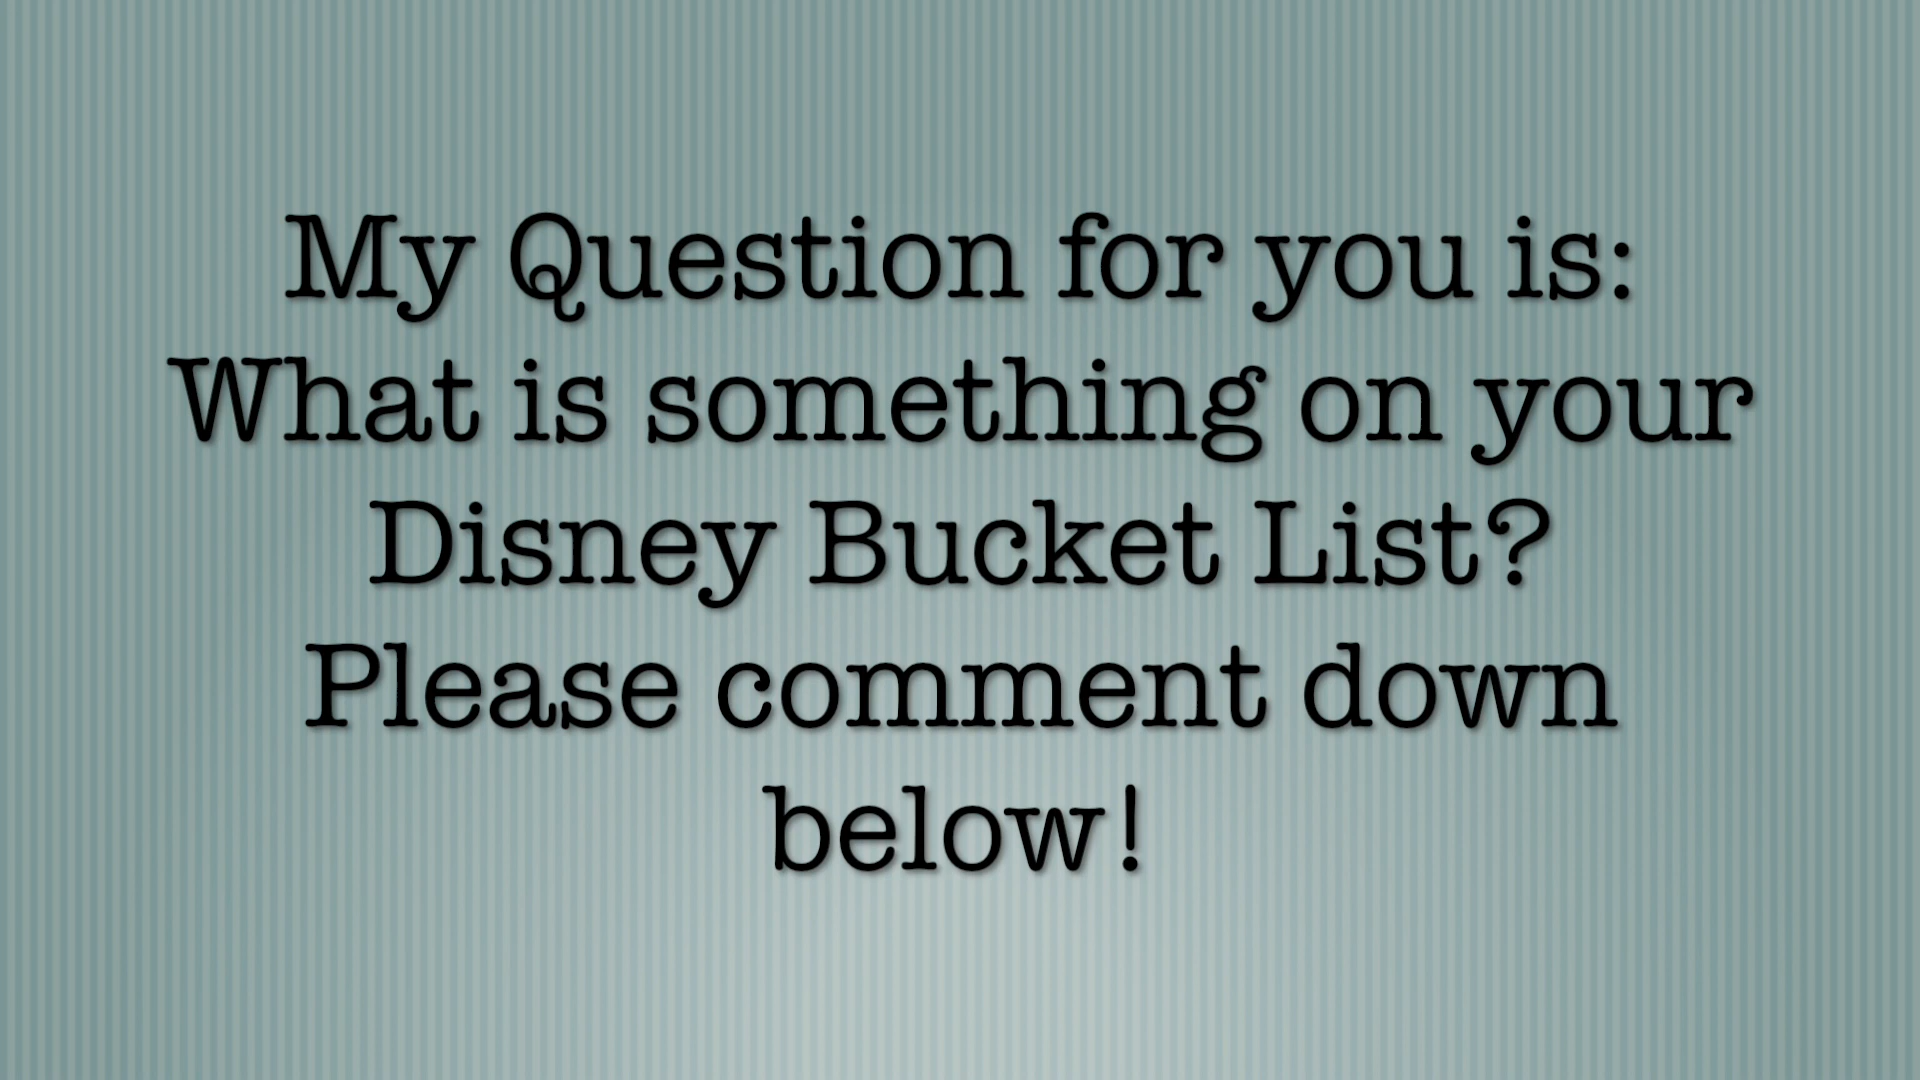 My Question for you is:
What is something on your
Disney Bucket List?
Please comment down
below!